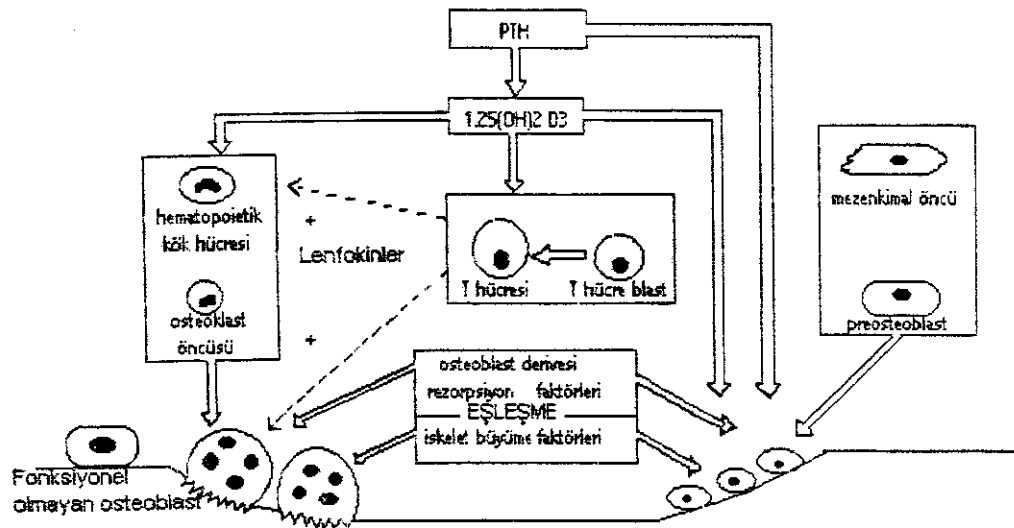 PTH
1.25(OH)2 D3
hematopoietik
kök hücresi
osteoklast
öncüsü
+
Lenfokinler
+
T hücresi
T hücre blast
mezenkimal öncü
preosteoblast
osteoblast derivesi
rezorpsiyon faktörleri
EŞLEŞME
iskelet büyüme faktörleri
Fonksiyonel
olmayan osteoblast